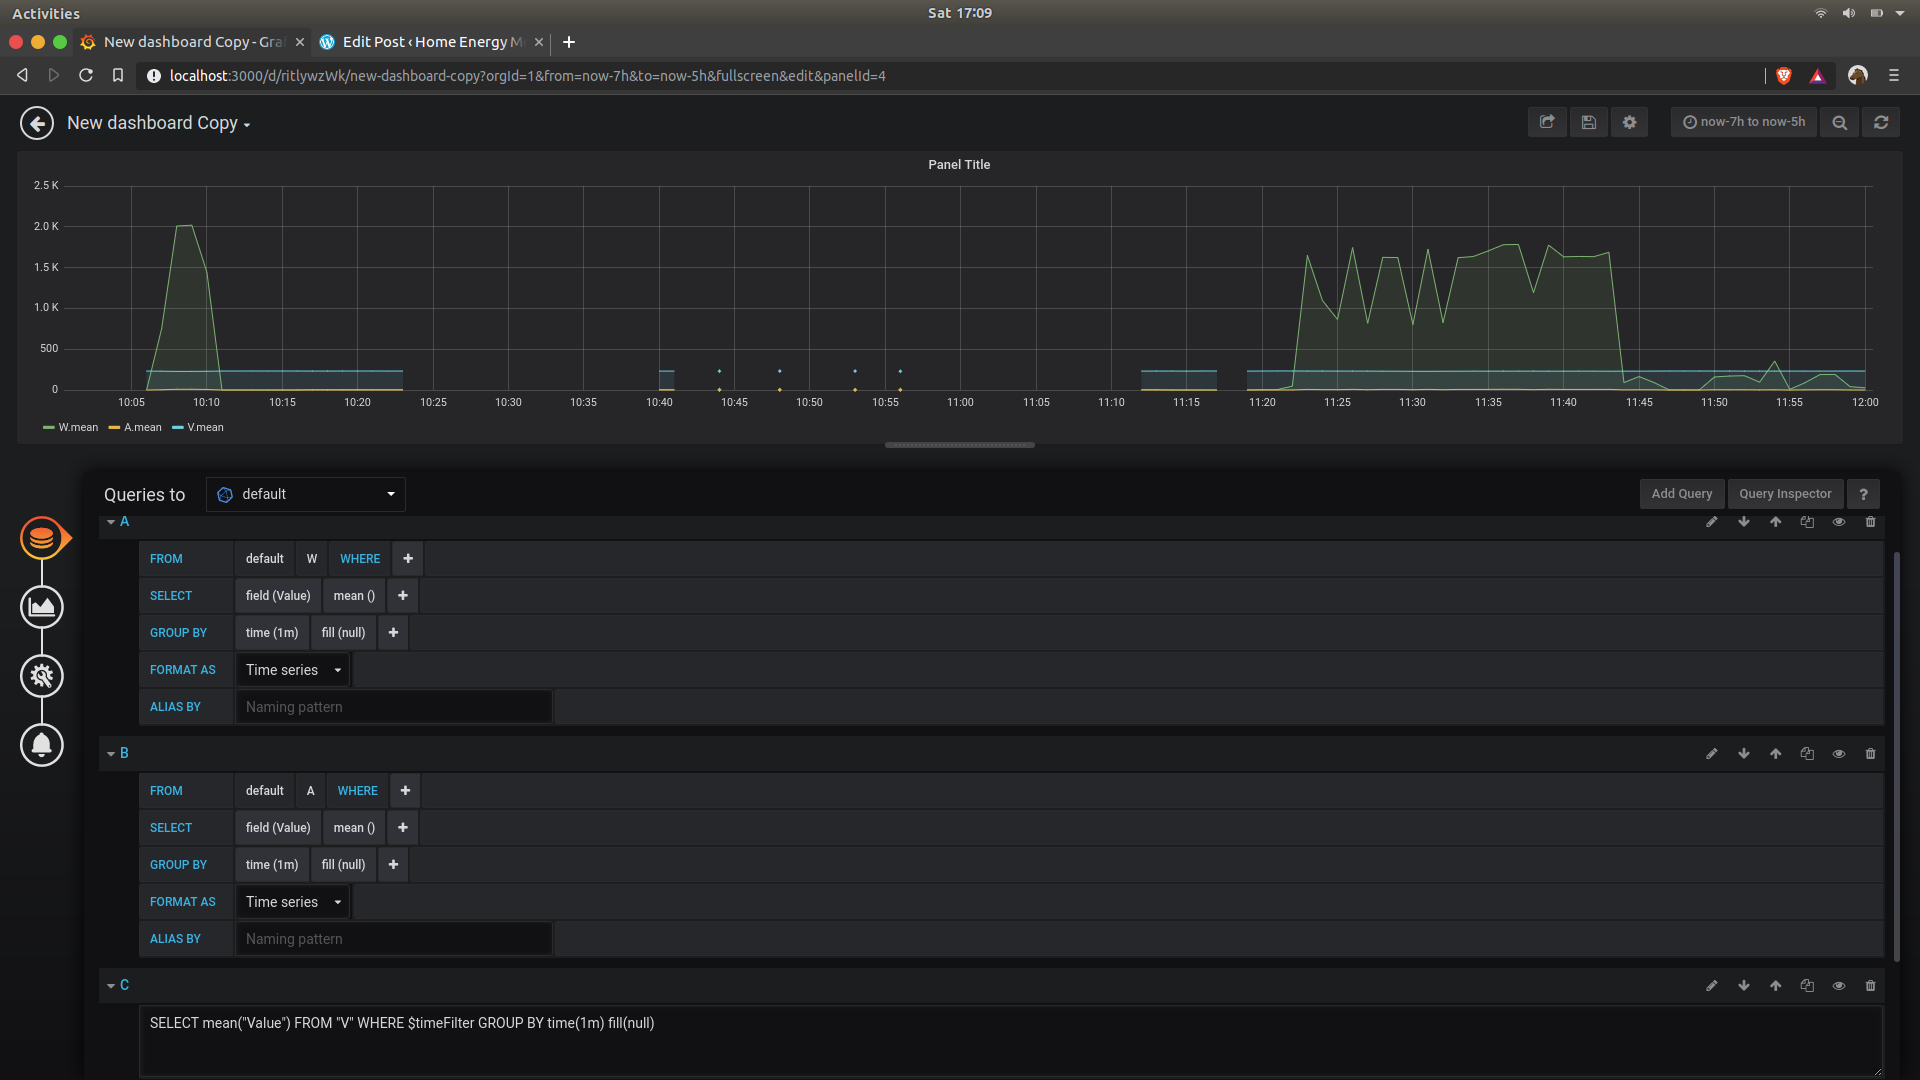 Activities
Sat 17:09
New dashboard Copy - Gra
Edit Post ‹ Home Energy M
localhost:3000/d/ritlywzWk/new-dashboard-copy?orgId=1&from=now-7h&to=now-5h&fullscreen&edit&panelId=4
New dashboard Copy
now-7h to now-5h
Panel Title
2.5 K
2.0 K
1.5 K
1.0 K
500
0
10:05 10:10 10:15 10:20 10:25 10:30 10:35 10:40 10:45 10:50 10:55 11:00 11:05 11:10 11:15 11:20 11:25 11:30 11:35 11:40 11:45 11:50 11:55 12:00
W.mean A.mean V.mean
Queries to default Add Query Query Inspector ?
A
FROM default W WHERE +
SELECT field (Value) mean () +
GROUP BY time (1m) fill (null) +
FORMAT AS Time series
ALIAS BY Naming pattern
B
FROM default A WHERE +
SELECT field (Value) mean () +
GROUP BY time (1m) fill (null) +
FORMAT AS Time series
ALIAS BY Naming pattern
C
SELECT mean("Value") FROM "V" WHERE $timeFilter GROUP BY time(1m) fill(null)